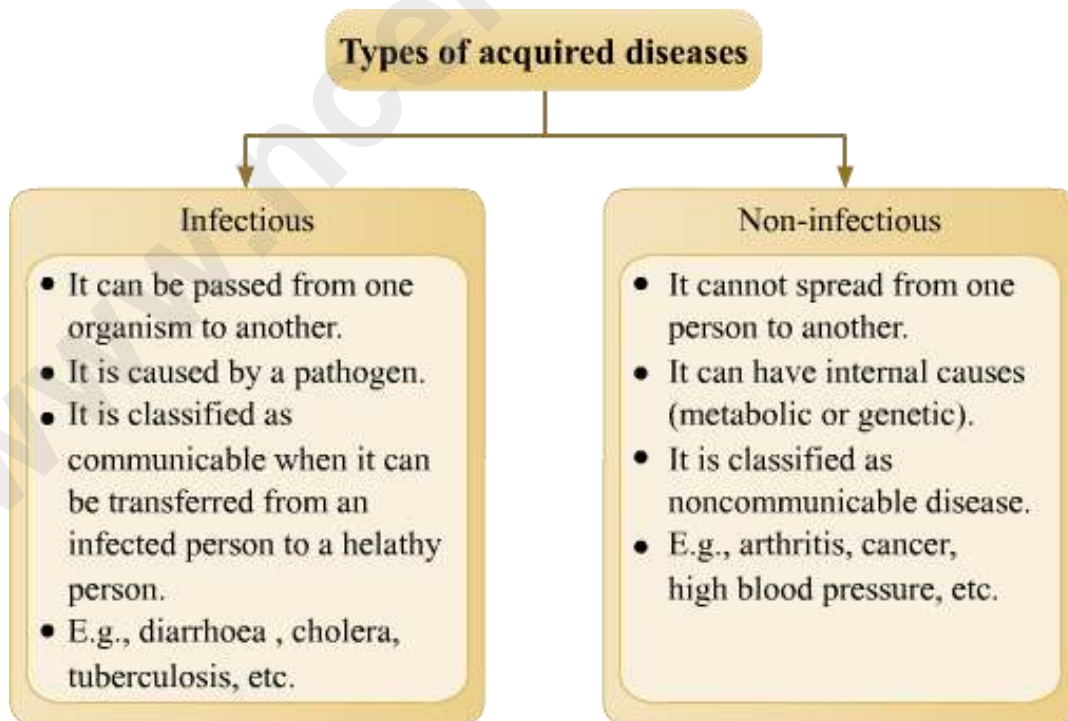 Types of acquired diseases
Infectious
• It can be passed from one
organism to another.
• It is caused by a pathogen.
• It is classified as
communicable when it can
be transferred from an
infected person to a helathy
person.
• E.g., diarrhoea , cholera,
tuberculosis, etc.
Non-infectious
• It cannot spread from one
person to another.
• It can have internal causes
(metabolic or genetic).
• It is classified as
noncommunicable disease.
• E.g., arthritis, cancer,
high blood pressure, etc.
www.nce